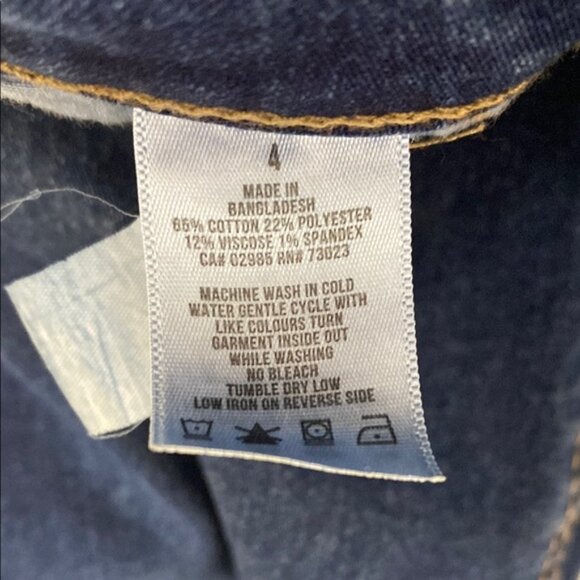 4
MADE IN
BANGLADESH
65% COTTON 22% POLYESTER
12% VISCOSE 1% SPANDEX
CA# 02985 RN# 73023
MACHINE WASH IN COLD
WATER GENTLE CYCLE WITH
LIKE COLOURS TURN
GARMENT INSIDE OUT
WHILE WASHING
NO BLEACH
TUMBLE DRY LOW
LOW IRON ON REVERSE SIDE